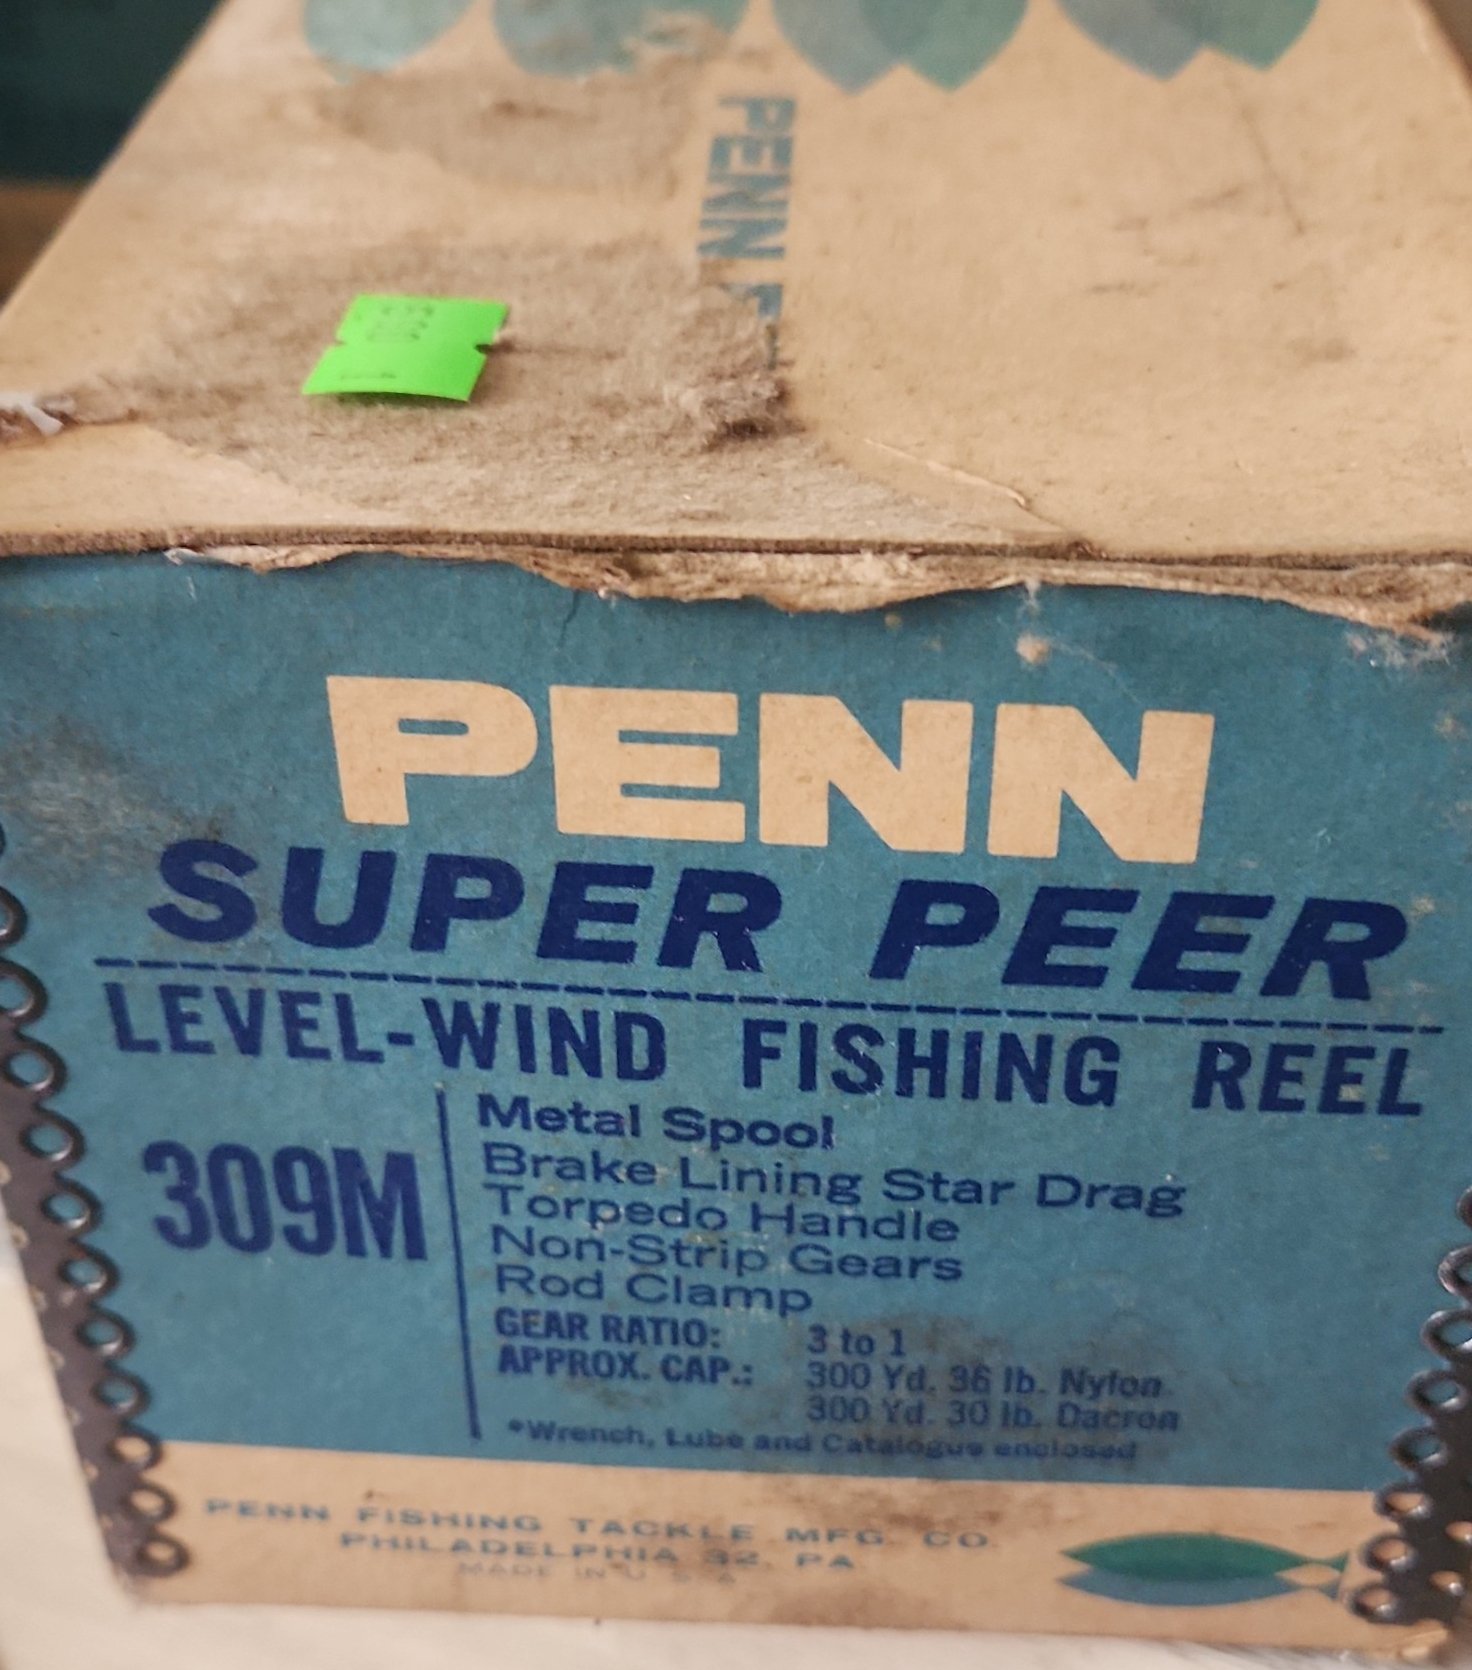 PENN
PENN
SUPER PEER
LEVEL-WIND FISHING REEL
309M
Metal Spool
Brake Lining Star Drag
Torpedo Handle
Non-Strip Gears
Rod Clamp
GEAR RATIO: 3 to 1
APPROX. CAP.: 300 Yd. 36 lb. Nylon
300 Yd. 30 lb. Dacron
*Wrench, Lube and Catalogue enclosed
PENN FISHING TACKLE MFG. CO.
PHILADELPHIA 32, PA.
MADE IN U.S.A.